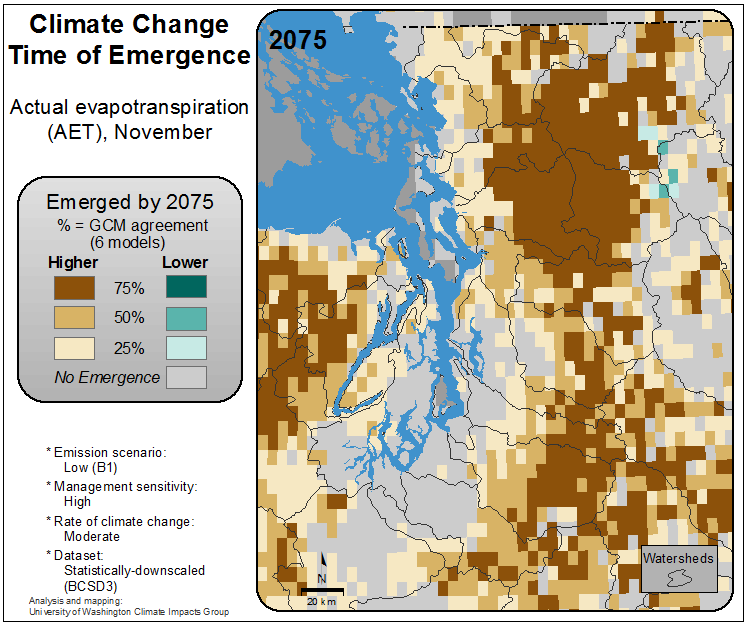 Climate Change
Time of Emergence
Actual evapotranspiration
(AET), November
Emerged by 2075
% = GCM agreement
(6 models)
Higher Lower
75%
50%
25%
No Emergence
* Emission scenario:
Low (B1)
* Management sensitivity:
High
* Rate of climate change:
Moderate
* Dataset:
Statistically-downscaled
(BCSD3)
Analysis and mapping:
University of Washington Climate Impacts Group
2075
N
20 km
Watersheds